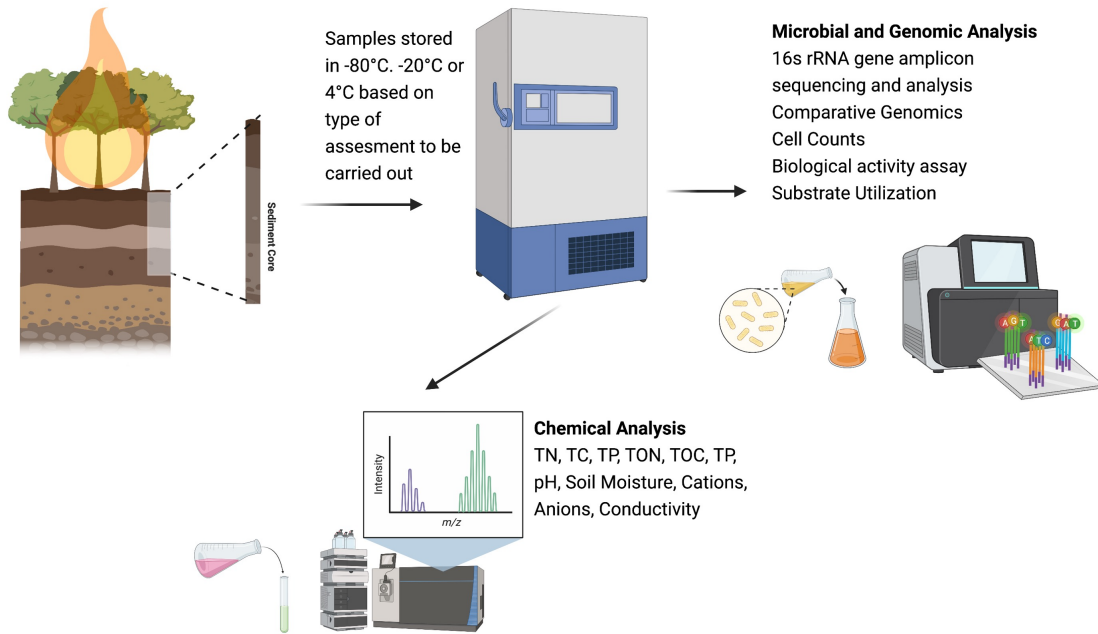 Samples stored
in -80°C. -20°C or
4°C based on
type of
assesment to be
carried out
Sediment Core
Microbial and Genomic Analysis
16s rRNA gene amplicon
sequencing and analysis
Comparative Genomics
Cell Counts
Biological activity assay
Substrate Utilization
A G T
A T C
G A T
Intensity
m/z
Chemical Analysis
TN, TC, TP, TON, TOC, TP,
pH, Soil Moisture, Cations,
Anions, Conductivity